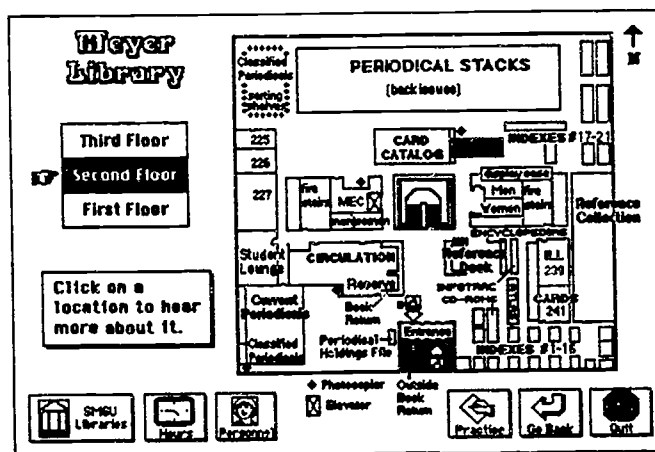 Meyer
Library
N
Third Floor
Second Floor
First Floor
Click on a
location to hear
more about it.
Classified
Periodicals
sorting
shelves
PERIODICAL STACKS
(back issues)
225
226
227
CARD
CATALOG
INDEXES #17-21
display case
Men
Women
fire
stairs
fire
stairs
MEC
Reference
Collection
ENCYCLOPEDIAS
Student
Lounge
CIRCULATION
Reserve
Book
Return
Reference
Desk
ILL
239
INFOTRAC
CD-ROMS
ATLAS
CARDS
241
Current
Periodicals
Classified
Periodicals
Periodical
Holdings File
Entrance
INDEXES #1-16
Photocopier
Elevator
Outside
Book
Return
SMSU
Libraries
Hours
Personnel
Practice
Go Back
Quit